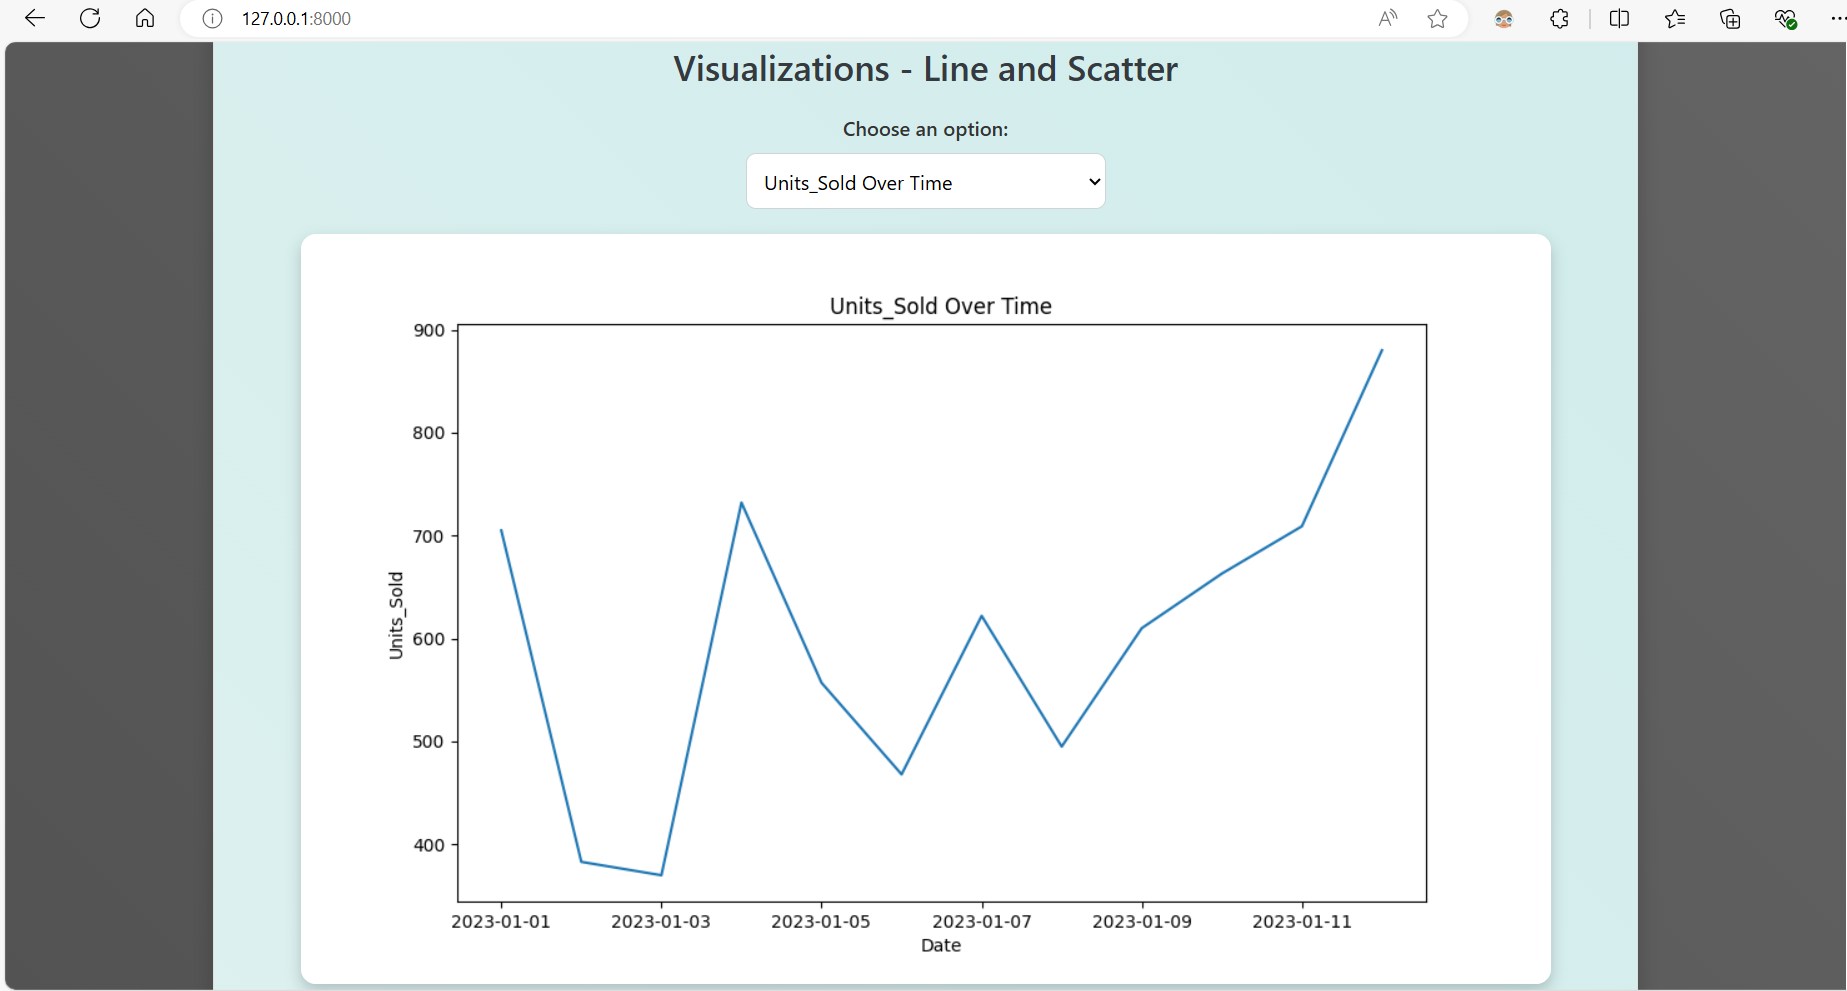 127.0.0.1:8000
Visualizations - Line and Scatter
Choose an option:
Units_Sold Over Time
Units_Sold Over Time
900
800
700
600
500
400
Units_Sold
2023-01-01 2023-01-03 2023-01-05 2023-01-07 2023-01-09 2023-01-11
Date